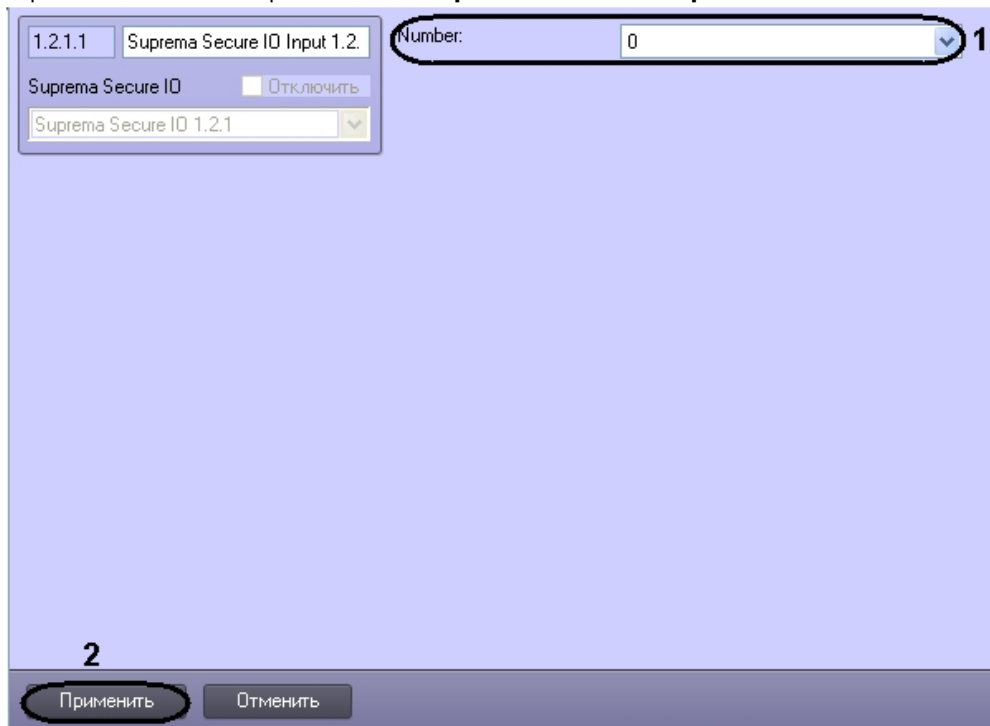 1.2.1.1 Suprema Secure IO Input 1.2. Number: 0 1
Suprema Secure IO Отключить
Suprema Secure IO 1.2.1
2
Применить Отменить